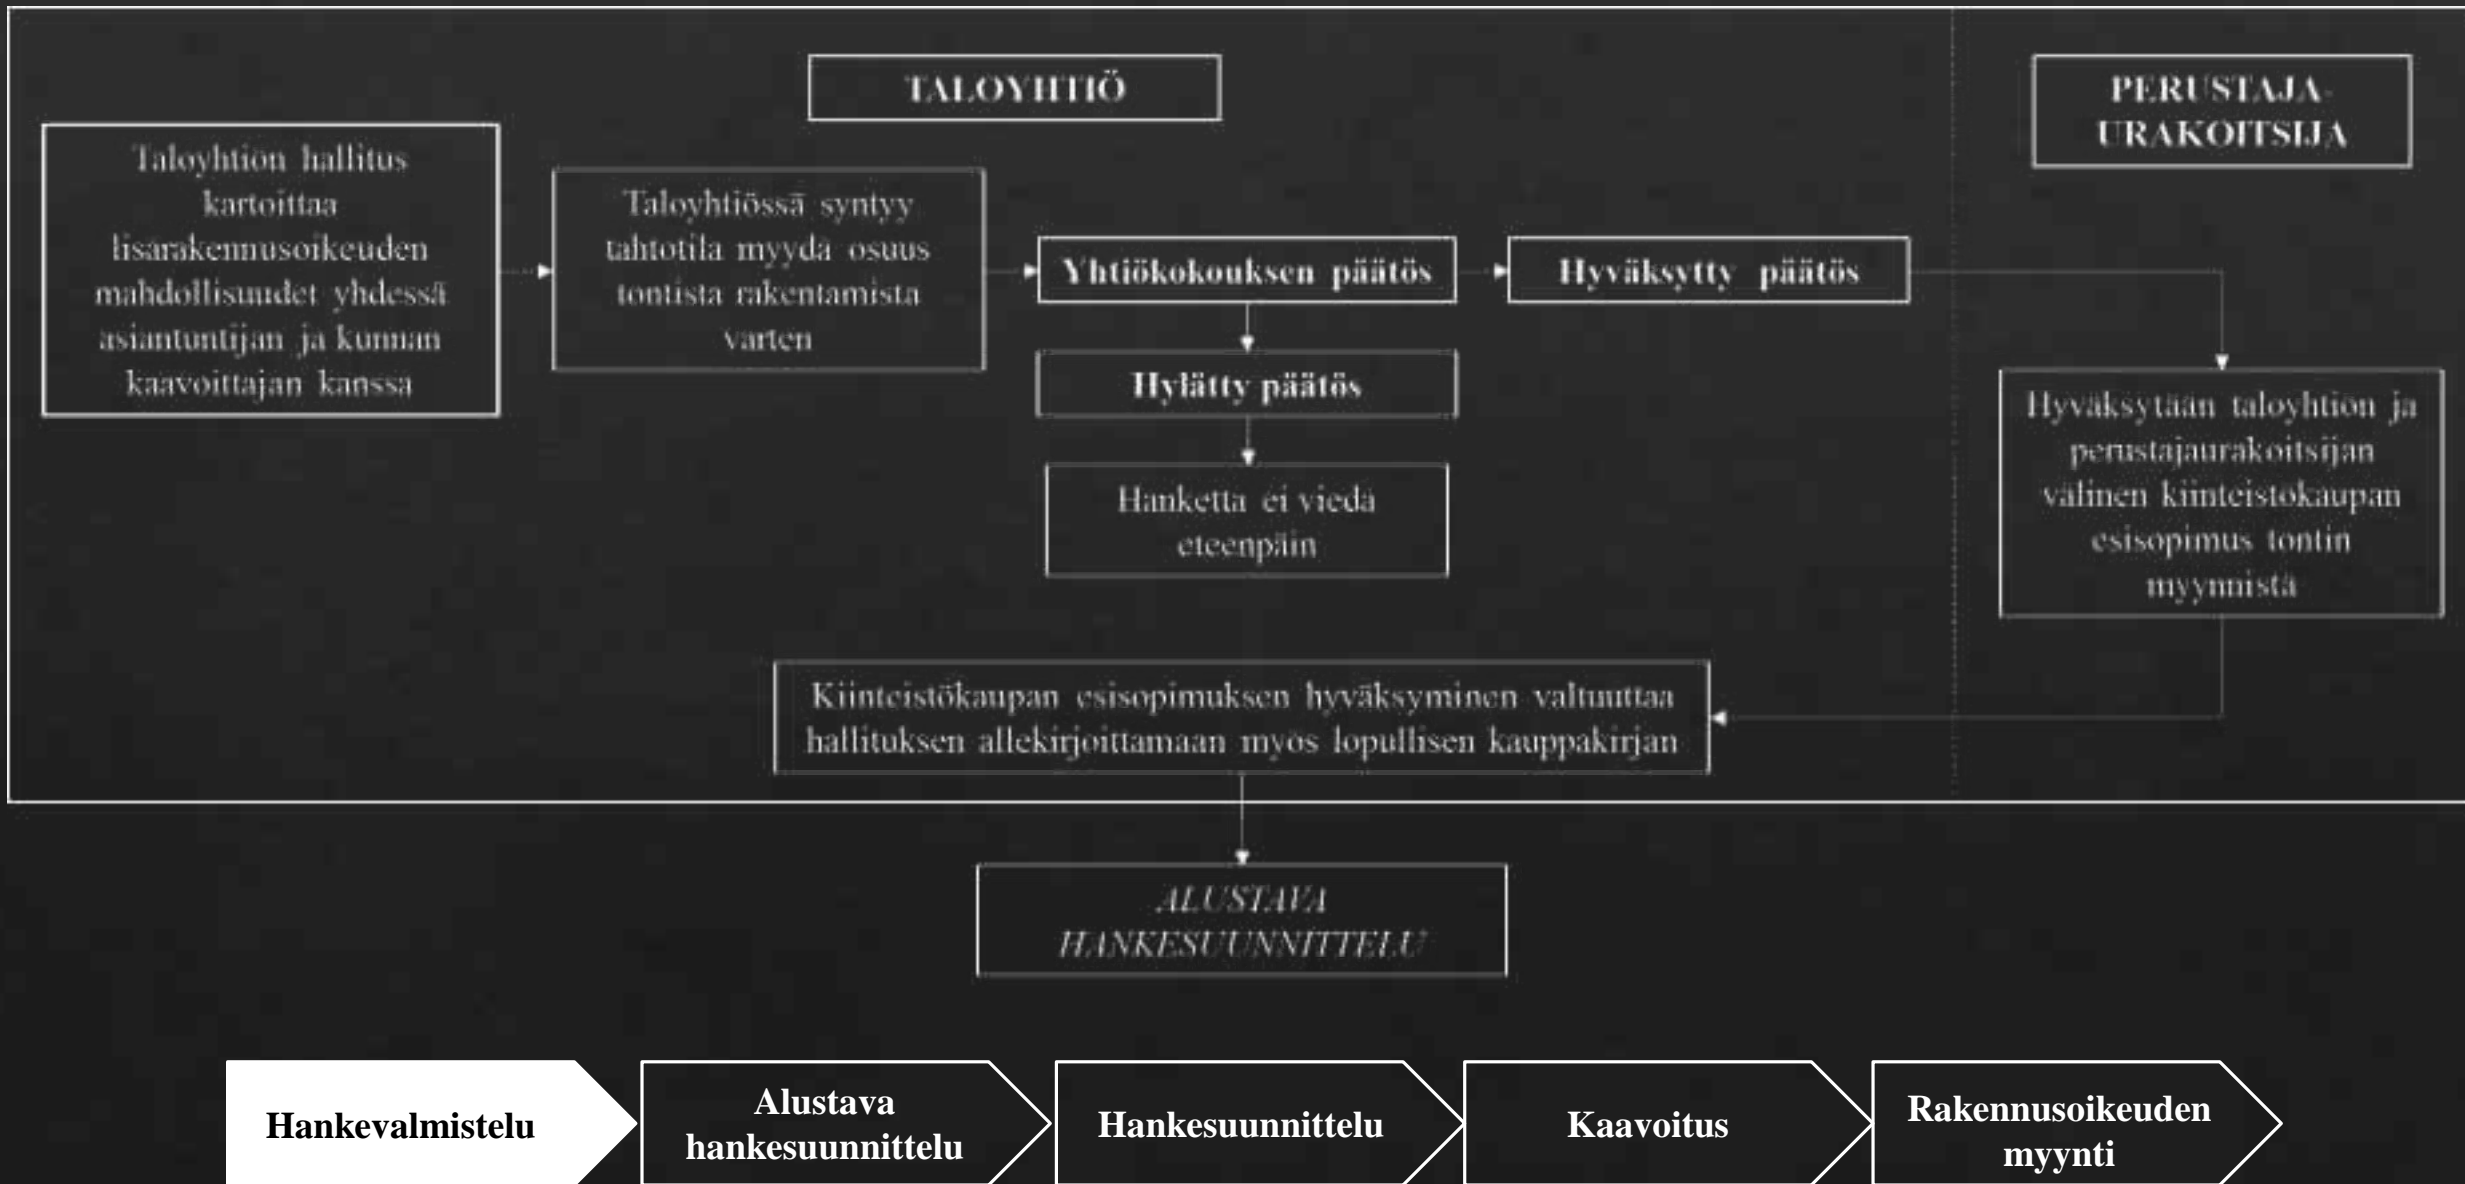 TALOYHTIÖ
PERUSTAJA-
URAKOITSIJA
Taloyhtiön hallitus
kartoittaa
lisärakennusoikeuden
mahdollisuudet yhdessä
asiantuntijan ja kunnan
kaavoittajan kanssa
Taloyhtiössä syntyy
tahtotila myydä osuus
tontista rakentamista
varten
Yhtiökokouksen päätös
Hyväksytty päätös
Hylätty päätös
Hanketta ei viedä
eteenpäin
Hyväksytään taloyhtiön ja
perustajaurakoitsijan
välinen kiinteistökaupan
esisopimus tontin
myynnistä
Kiinteistökaupan esisopimuksen hyväksyminen valtuuttaa
hallituksen allekirjoittamaan myös lopullisen kauppakirjan
ALUSTAVA
HANKESUUNNITTELU
Hankevalmistelu
Alustava
hankesuunnittelu
Hankesuunnittelu
Kaavoitus
Rakennusoikeuden
myynti